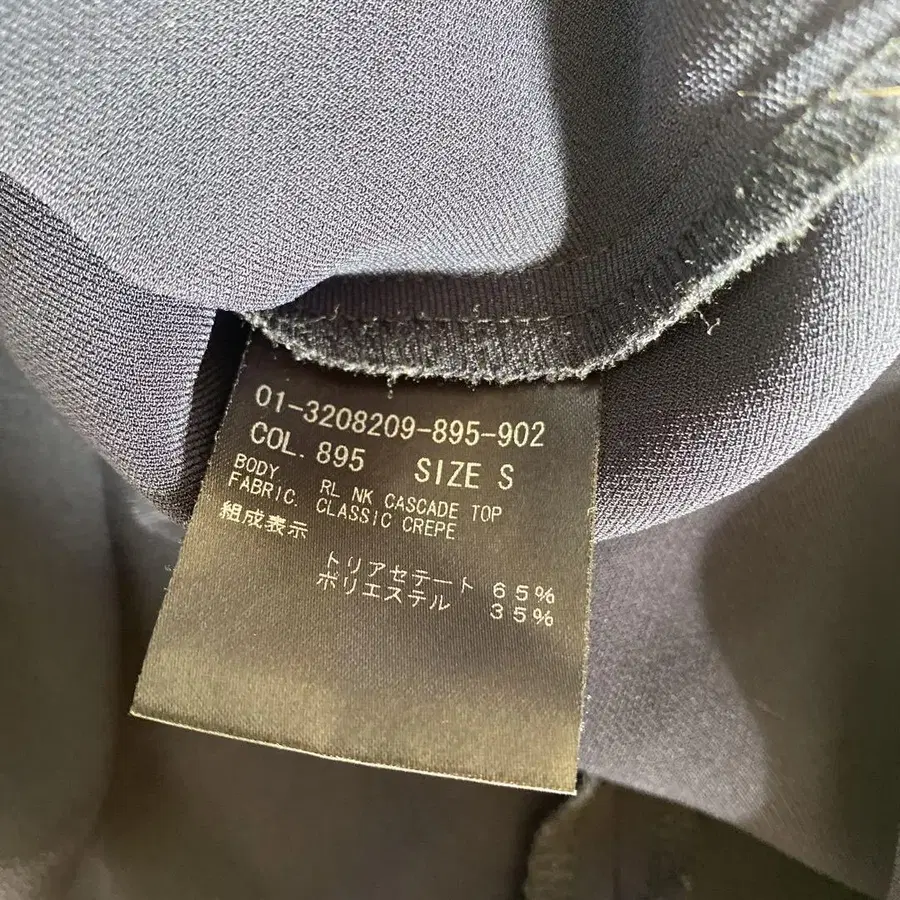 01-3208209-895-902
COL. 895 SIZE S
BODY RL NK CASCADE TOP
FABRIC. CLASSIC CREPE
組成表示
トリアセテート 65%
ポリエステル 35%